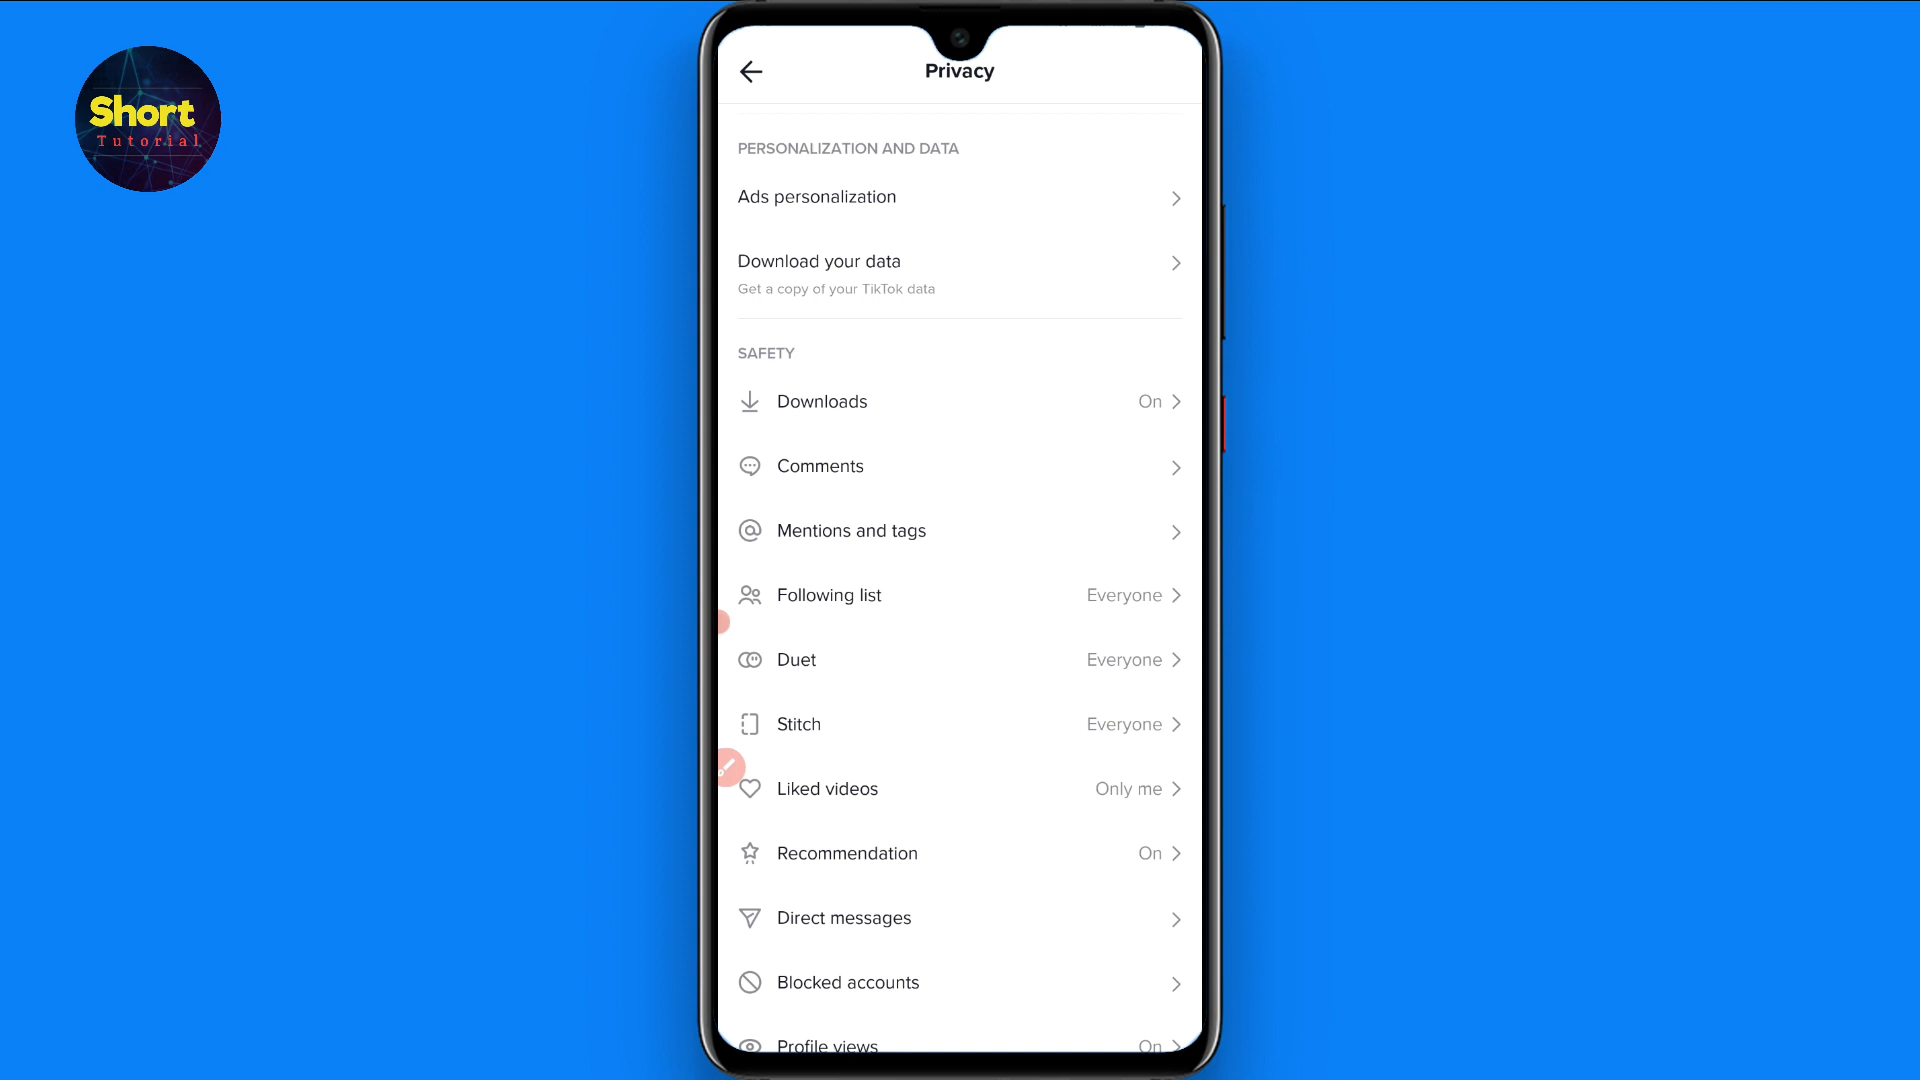 Short
Tutorial
Privacy
PERSONALIZATION AND DATA
Ads personalization
Download your data
Get a copy of your TikTok data
SAFETY
Downloads On
Comments
Mentions and tags
Following list Everyone
Duet Everyone
Stitch Everyone
Liked videos Only me
Recommendation On
Direct messages
Blocked accounts
Profile views On